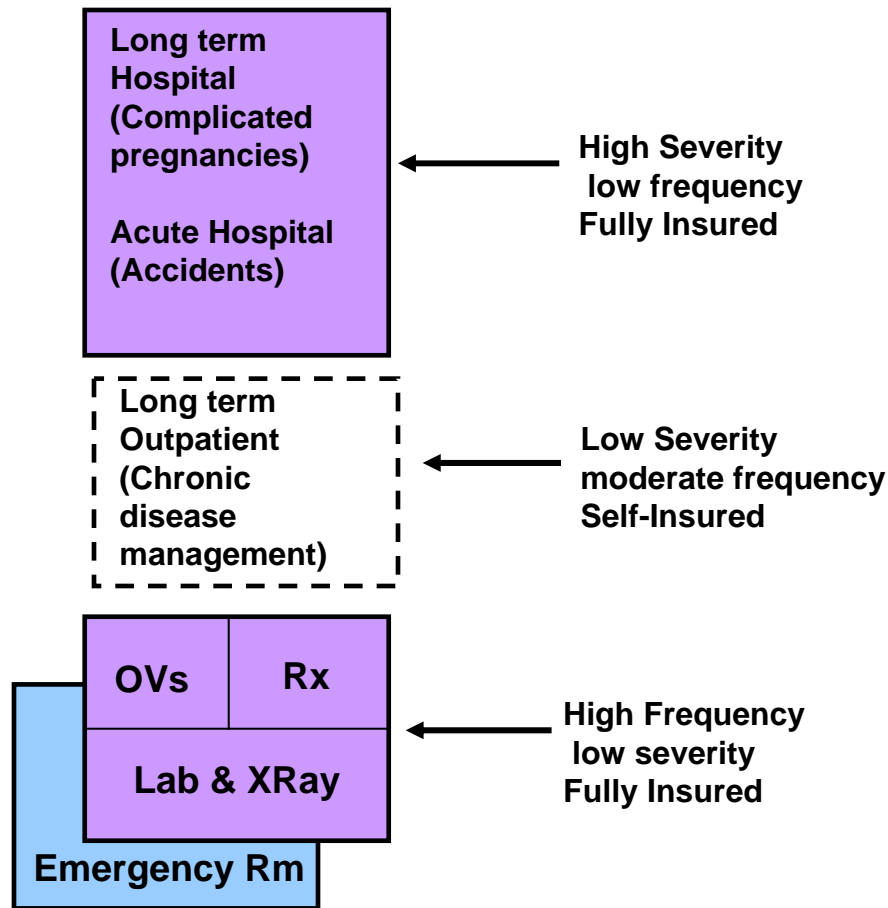 Long term
Hospital
(Complicated
pregnancies)
Acute Hospital
(Accidents)
High Severity
low frequency
Fully Insured
Long term
Outpatient
(Chronic
disease
management)
Low Severity
moderate frequency
Self-Insured
OVs
Rx
Lab & XRay
Emergency Rm
High Frequency
low severity
Fully Insured